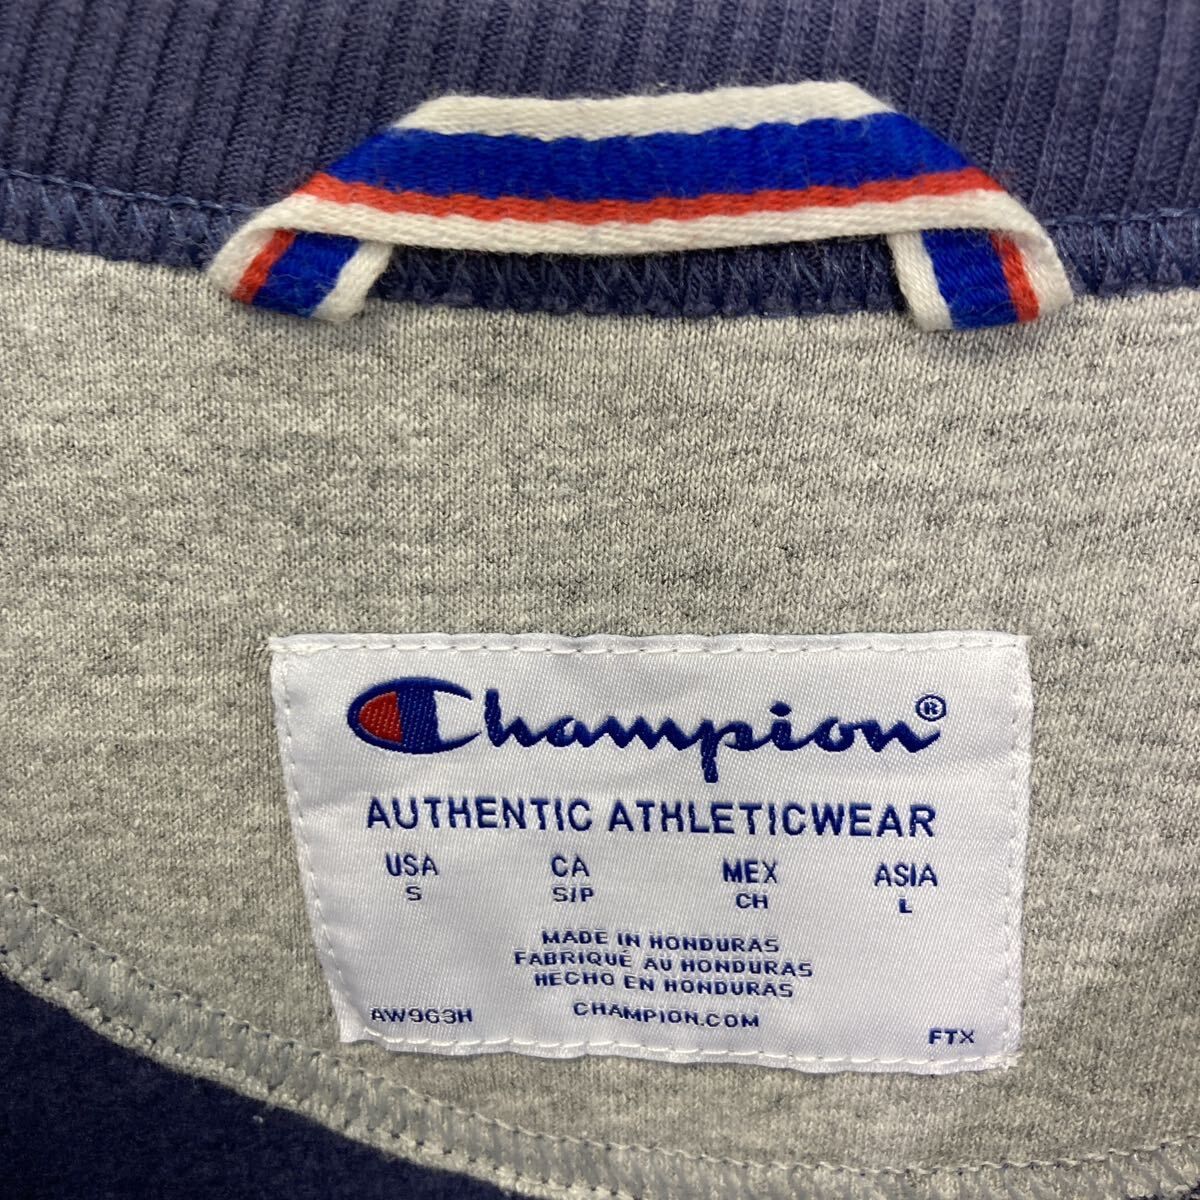 Champion®
AUTHENTIC ATHLETICWEAR
USA CA MEX ASIA
S S/P CH L
MADE IN HONDURAS
FABRIQUÉ AU HONDURAS
HECHO EN HONDURAS
AW963H CHAMPION.COM FTX